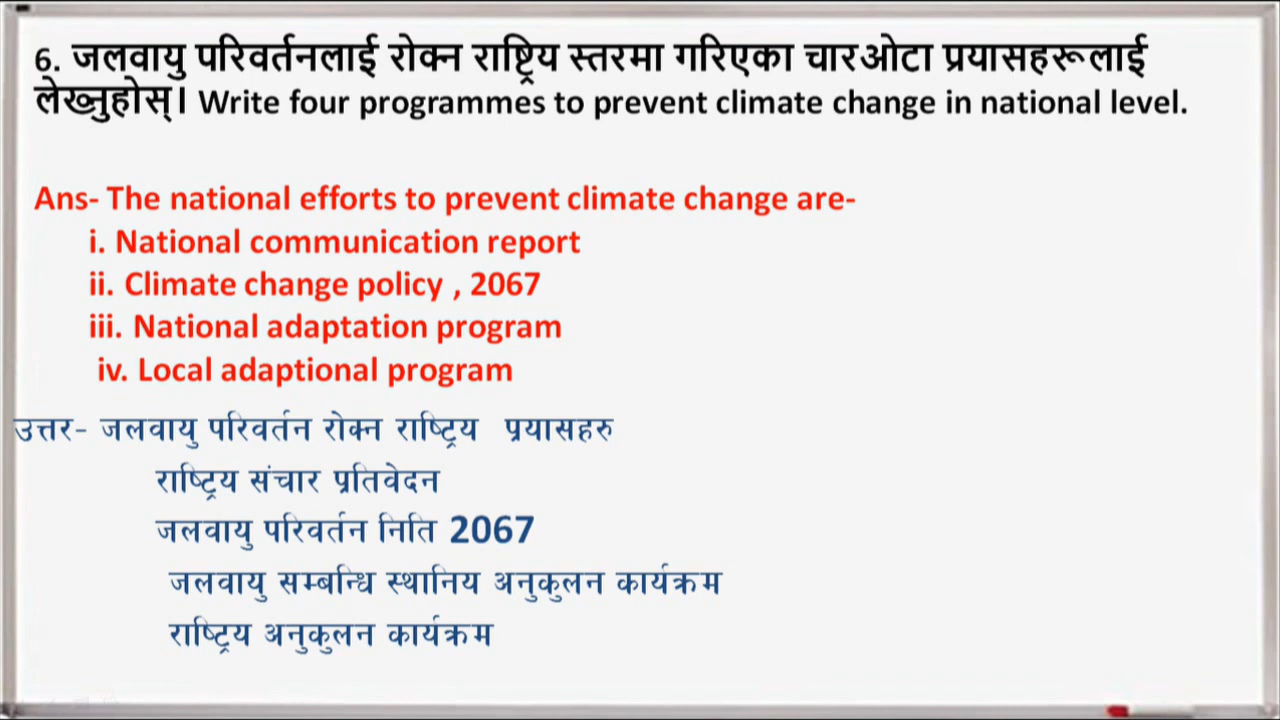 6. जलवायु परिवर्तनलाई रोक्न राष्ट्रिय स्तरमा गरिएका चारओटा प्रयासहरूलाई
लेख्नुहोस्। Write four programmes to prevent climate change in national level.
Ans- The national efforts to prevent climate change are-
i. National communication report
ii. Climate change policy , 2067
iii. National adaptation program
iv. Local adaptional program
उत्तर- जलवायु परिवर्तन रोक्न राष्ट्रिय प्रयासहरु
राष्ट्रिय संचार प्रतिवेदन
जलवायु परिवर्तन निति 2067
जलवायु सम्बन्धि स्थानिय अनुकुलन कार्यक्रम
राष्ट्रिय अनुकुलन कार्यक्रम